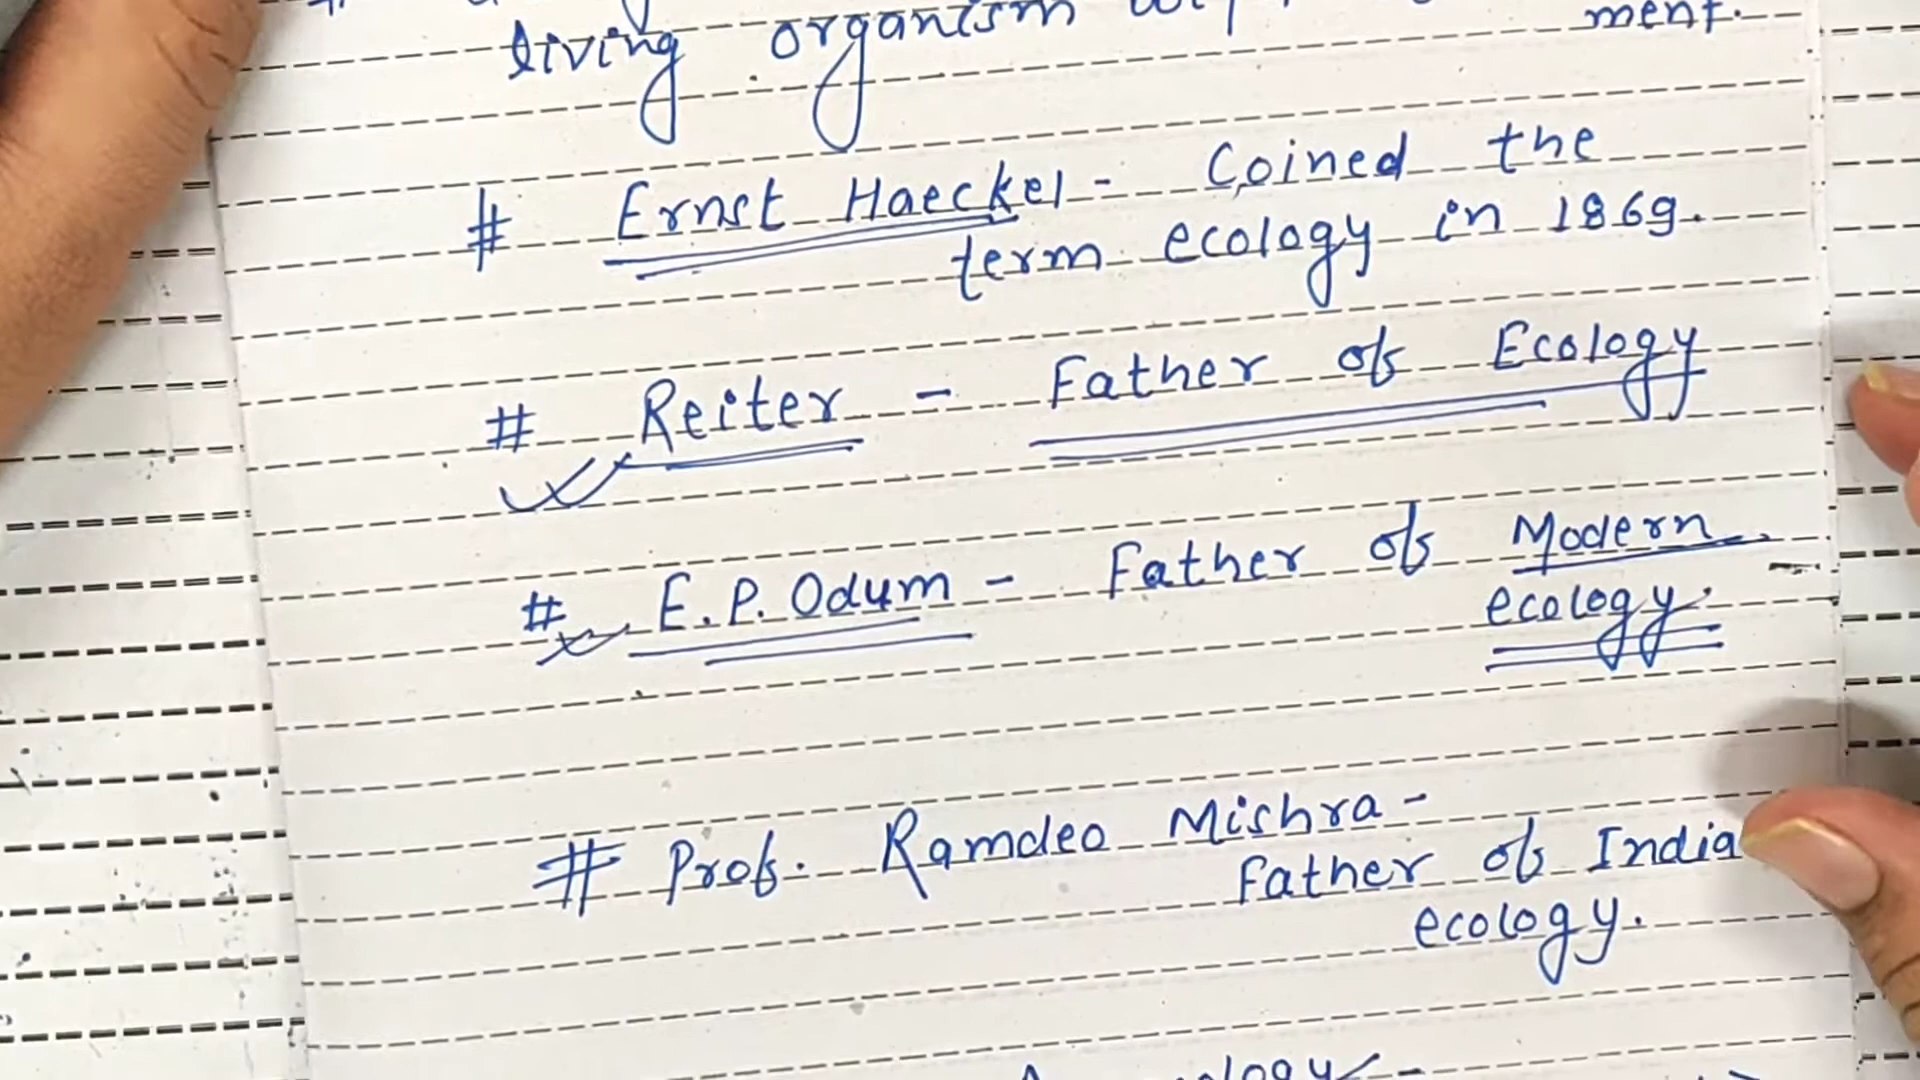 living organism
ment.
# Ernst Haeckel - Coined the
term ecology in 1869.
# Reiter - Father of Ecology
# E.P. Odum - Father of Modern
ecology.
# Prof. Ramdeo Mishra -
Father of India
ecology.